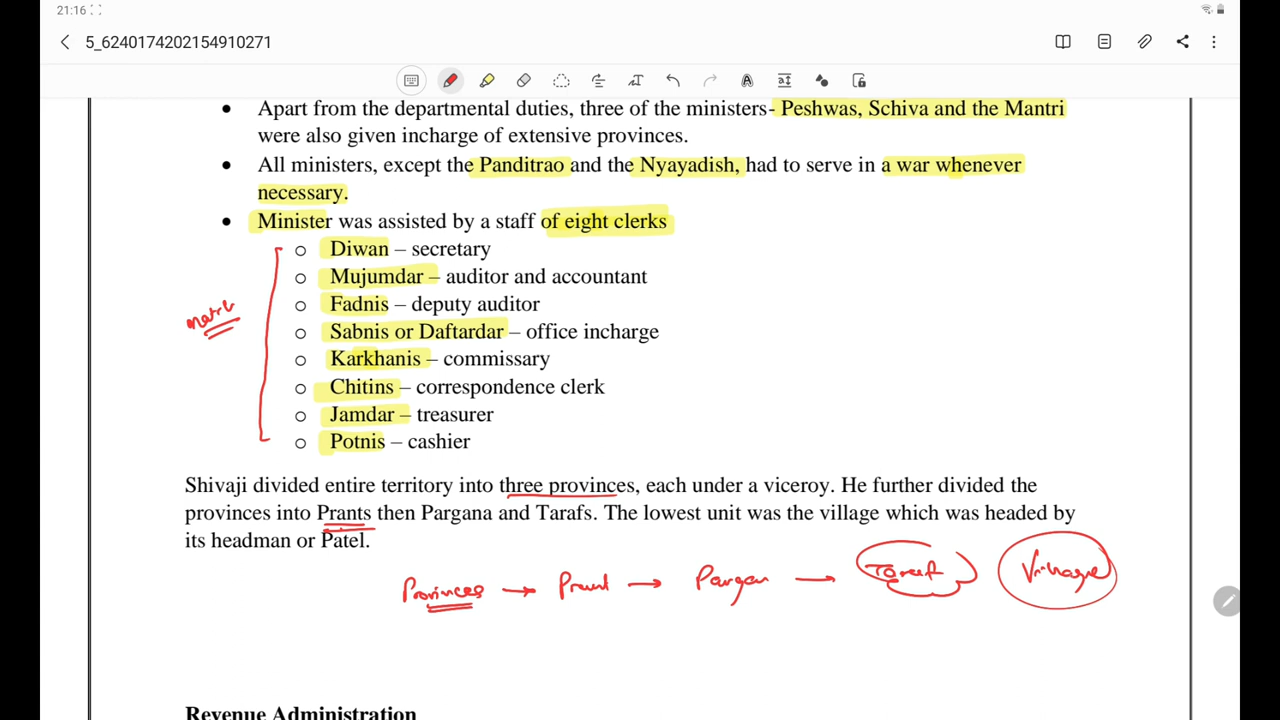 21:16
5_6240174202154910271
• Apart from the departmental duties, three of the ministers- Peshwas, Schiva and the Mantri
were also given incharge of extensive provinces.
• All ministers, except the Panditrao and the Nyayadish, had to serve in a war whenever
necessary.
• Minister was assisted by a staff of eight clerks
o Diwan – secretary
o Mujumdar – auditor and accountant
o Fadnis – deputy auditor
o Sabnis or Daftardar – office incharge
o Karkhanis – commissary
o Chitins – correspondence clerk
o Jamdar – treasurer
o Potnis – cashier
Shivaji divided entire territory into three provinces, each under a viceroy. He further divided the
provinces into Prants then Pargana and Tarafs. The lowest unit was the village which was headed by
its headman or Patel.
Provinces → Prant → Pargan → Taraf Village
Revenue Administration